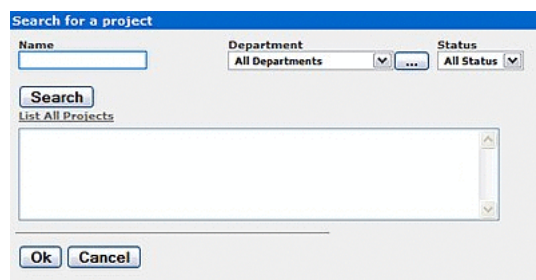 Search for a project
Name Department Status
All Departments ... All Status
Search
List All Projects
Ok Cancel